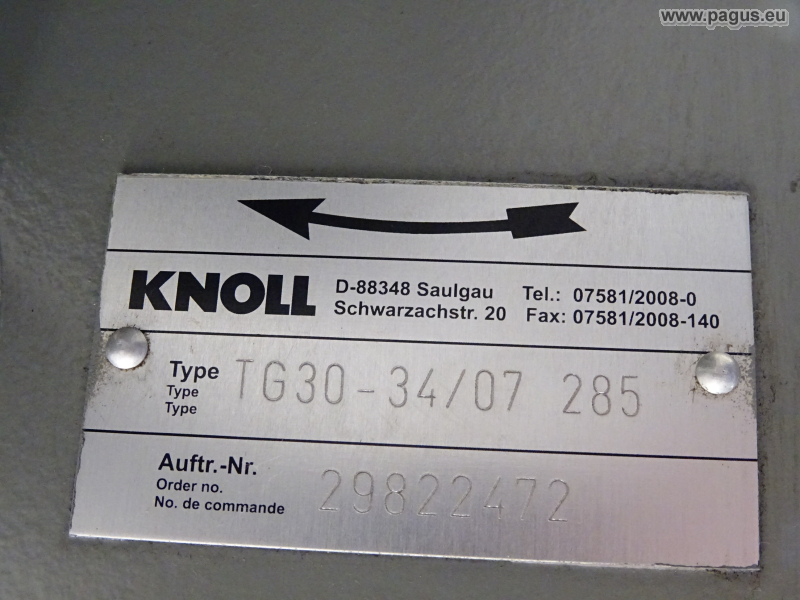 www.pagus.eu
KNOLL
D-88348 Saulgau Tel.: 07581/2008-0
Schwarzachstr. 20 Fax: 07581/2008-140
Type TG30-34/07 285
Type
Type
Auftr.-Nr. 29822472
Order no.
No. de commande